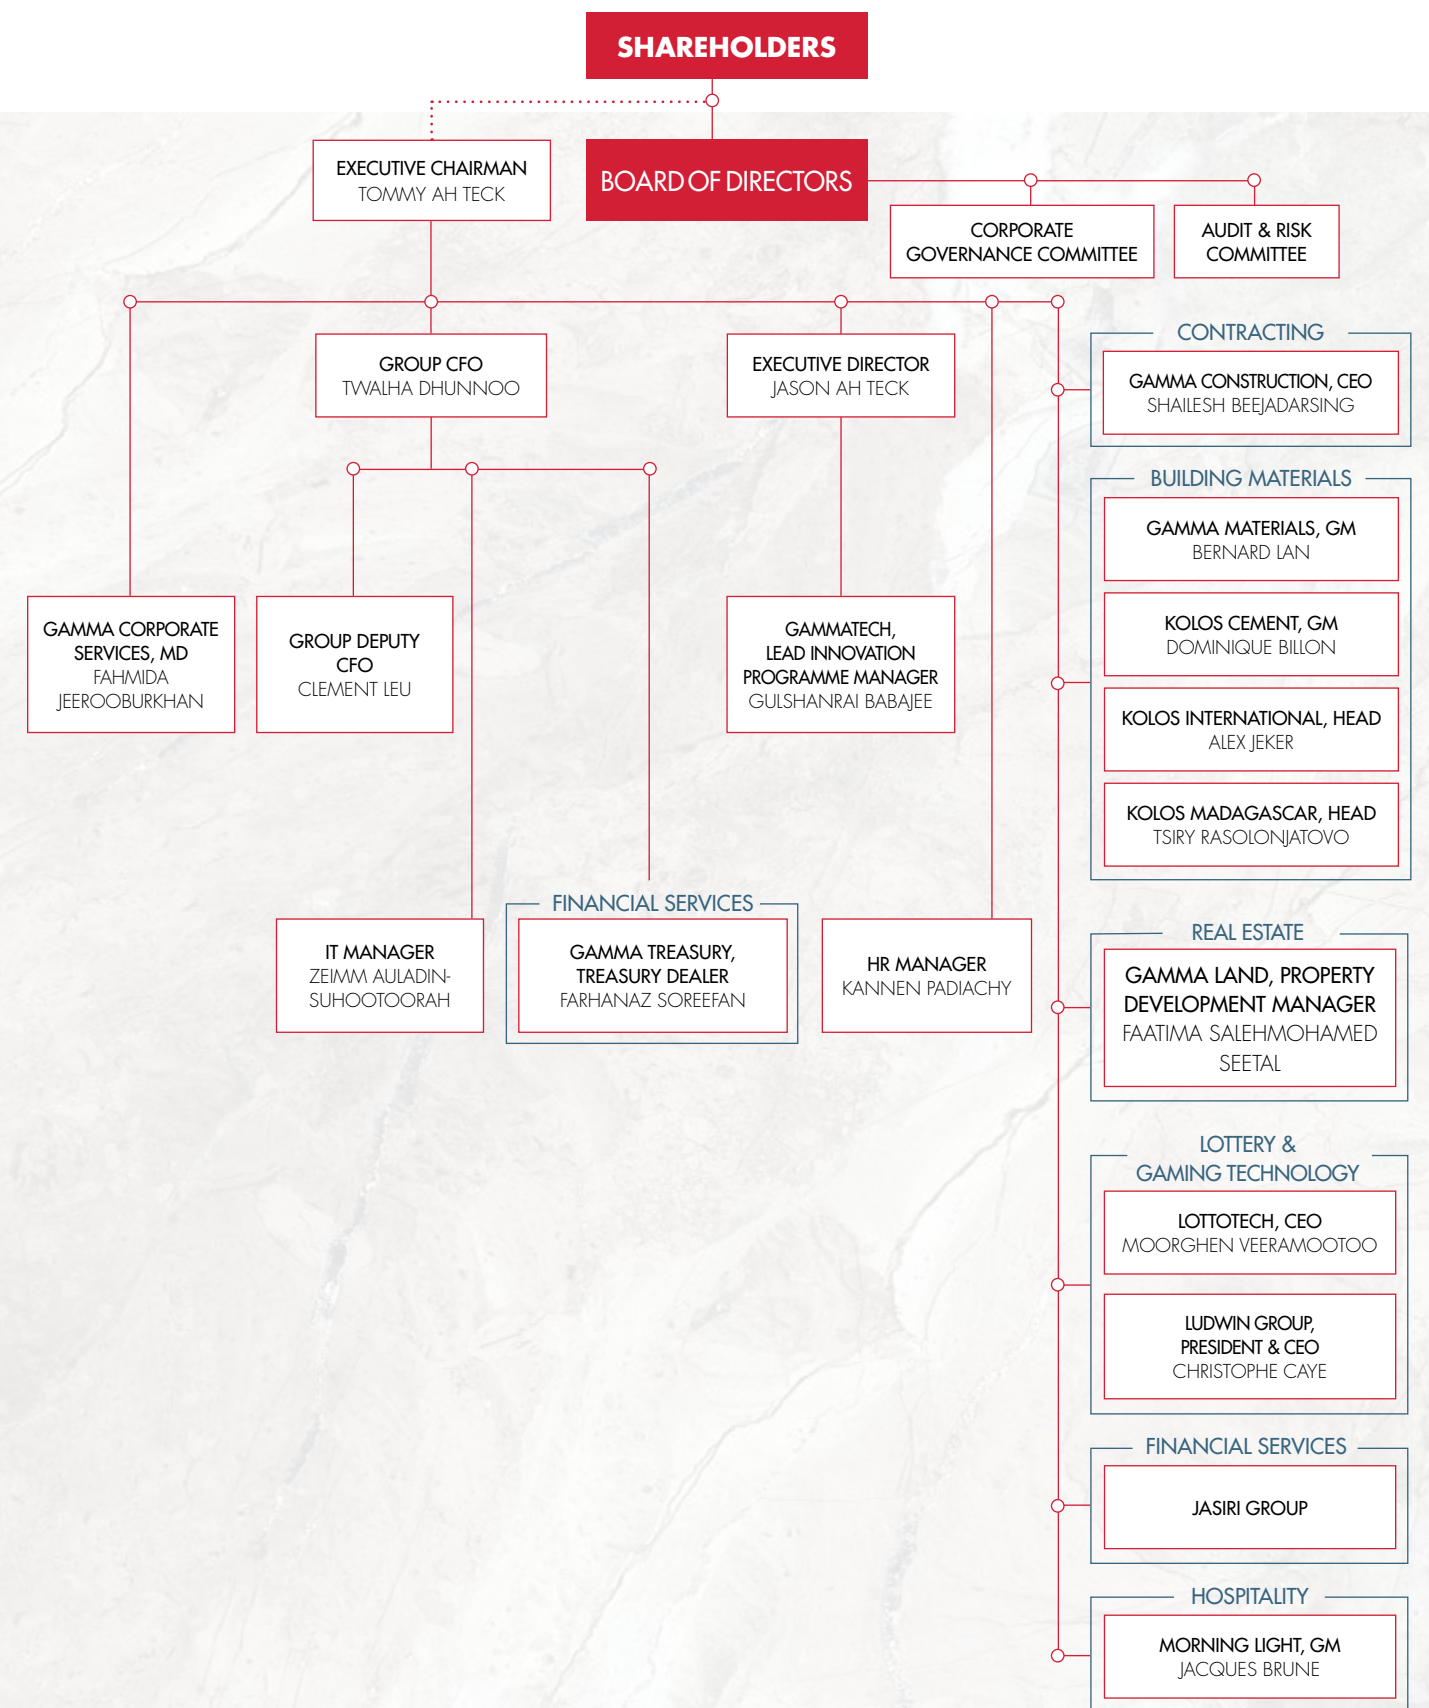 SHAREHOLDERS
EXECUTIVE CHAIRMAN
TOMMY AH TECK
BOARD OF DIRECTORS
CORPORATE
GOVERNANCE COMMITTEE
AUDIT & RISK
COMMITTEE
GROUP CFO
TWALHA DHUNNOO
EXECUTIVE DIRECTOR
JASON AH TECK
GAMMA CORPORATE
SERVICES, MD
FAHMIDA
JEEROOBURKHAN
GROUP DEPUTY
CFO
CLEMENT LEU
GAMMATECH,
LEAD INNOVATION
PROGRAMME MANAGER
GULSHANRAI BABAJEE
IT MANAGER
ZEIMM AULADIN-
SUHOOTOORAH
FINANCIAL SERVICES
GAMMA TREASURY,
TREASURY DEALER
FARHANAZ SOREEFAN
HR MANAGER
KANNEN PADIACHY
CONTRACTING
GAMMA CONSTRUCTION, CEO
SHAILESH BEEJADARSING
BUILDING MATERIALS
GAMMA MATERIALS, GM
BERNARD LAN
KOLOS CEMENT, GM
DOMINIQUE BILLON
KOLOS INTERNATIONAL, HEAD
ALEX JEKER
KOLOS MADAGASCAR, HEAD
TSIRY RASOLONJATOVO
REAL ESTATE
GAMMA LAND, PROPERTY
DEVELOPMENT MANAGER
FAATIMA SALEHMOHAMED
SEETAL
LOTTERY &
GAMING TECHNOLOGY
LOTTOTECH, CEO
MOORGHEN VEERAMOOTOO
LUDWIN GROUP,
PRESIDENT & CEO
CHRISTOPHE CAYE
FINANCIAL SERVICES
JASIRI GROUP
HOSPITALITY
MORNING LIGHT, GM
JACQUES BRUNE